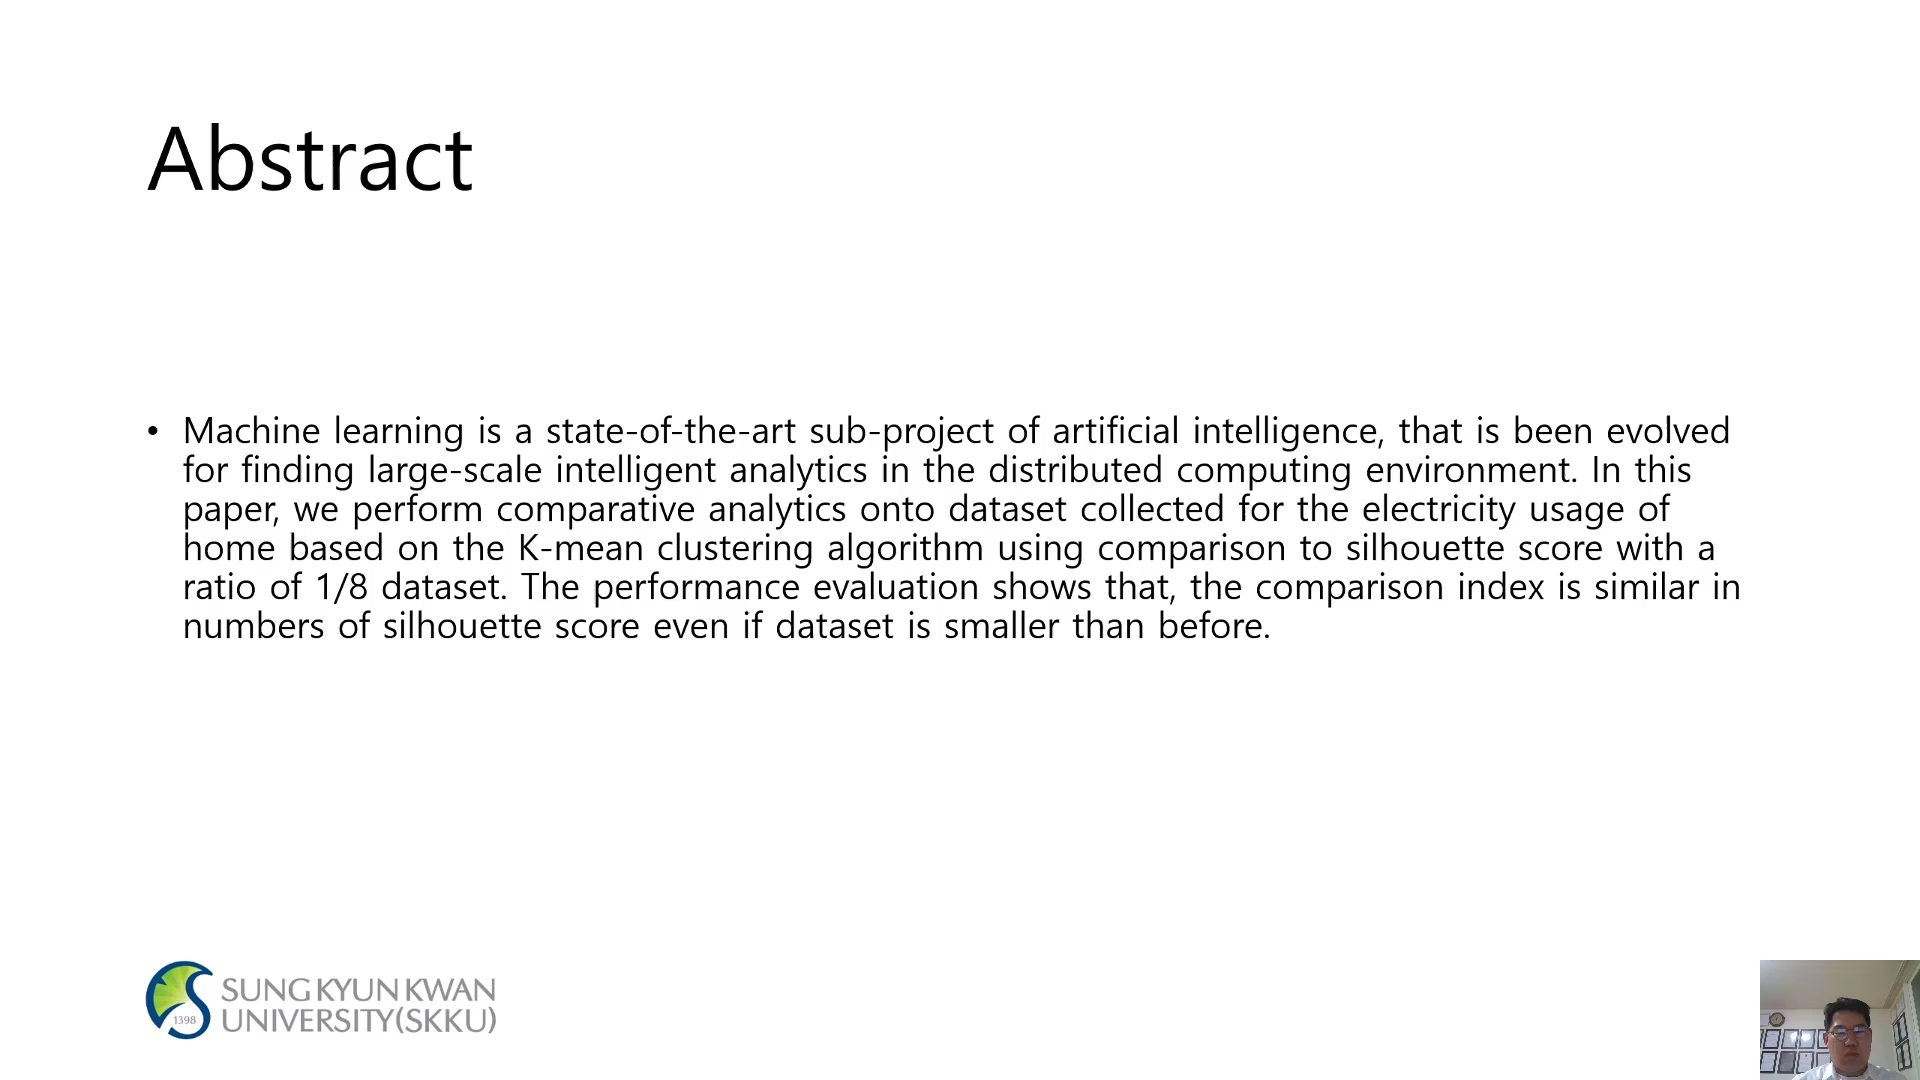 Abstract
• Machine learning is a state-of-the-art sub-project of artificial intelligence, that is been evolved
for finding large-scale intelligent analytics in the distributed computing environment. In this
paper, we perform comparative analytics onto dataset collected for the electricity usage of
home based on the K-mean clustering algorithm using comparison to silhouette score with a
ratio of 1/8 dataset. The performance evaluation shows that, the comparison index is similar in
numbers of silhouette score even if dataset is smaller than before.
1398
SUNG KYUN KWAN
UNIVERSITY(SKKU)